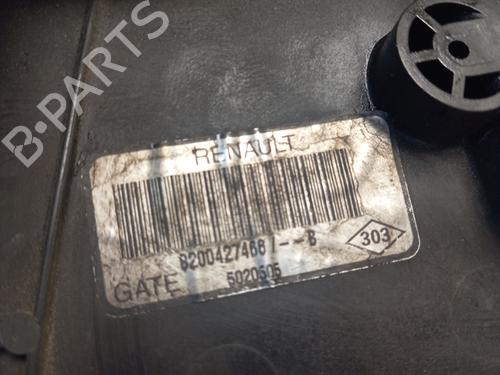 B-PARTS
RENAULT
8200427466/--B
303
GATE
5020505